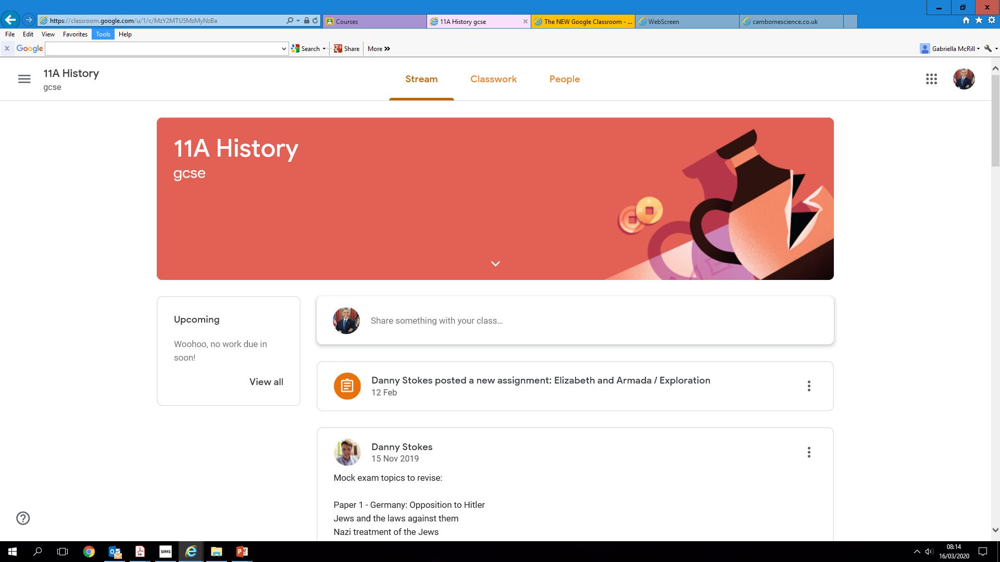 https://classroom.google.com/u/1/c/MzY2MTU5MzMyNzBa
Courses
11A History gcse
The NEW Google Classroom - ...
WebScreen
cambornescience.co.uk
File Edit View Favorites Tools Help
x Google Search Share More »
Gabriella McRill
11A History
gcse
Stream Classwork People
11A History
gcse
Upcoming
Woohoo, no work due in
soon!
View all
Share something with your class...
Danny Stokes posted a new assignment: Elizabeth and Armada / Exploration
12 Feb
Danny Stokes
15 Nov 2019
Mock exam topics to revise:
Paper 1 - Germany: Opposition to Hitler
Jews and the laws against them
Nazi treatment of the Jews
SIMS
08:14
16/03/2020